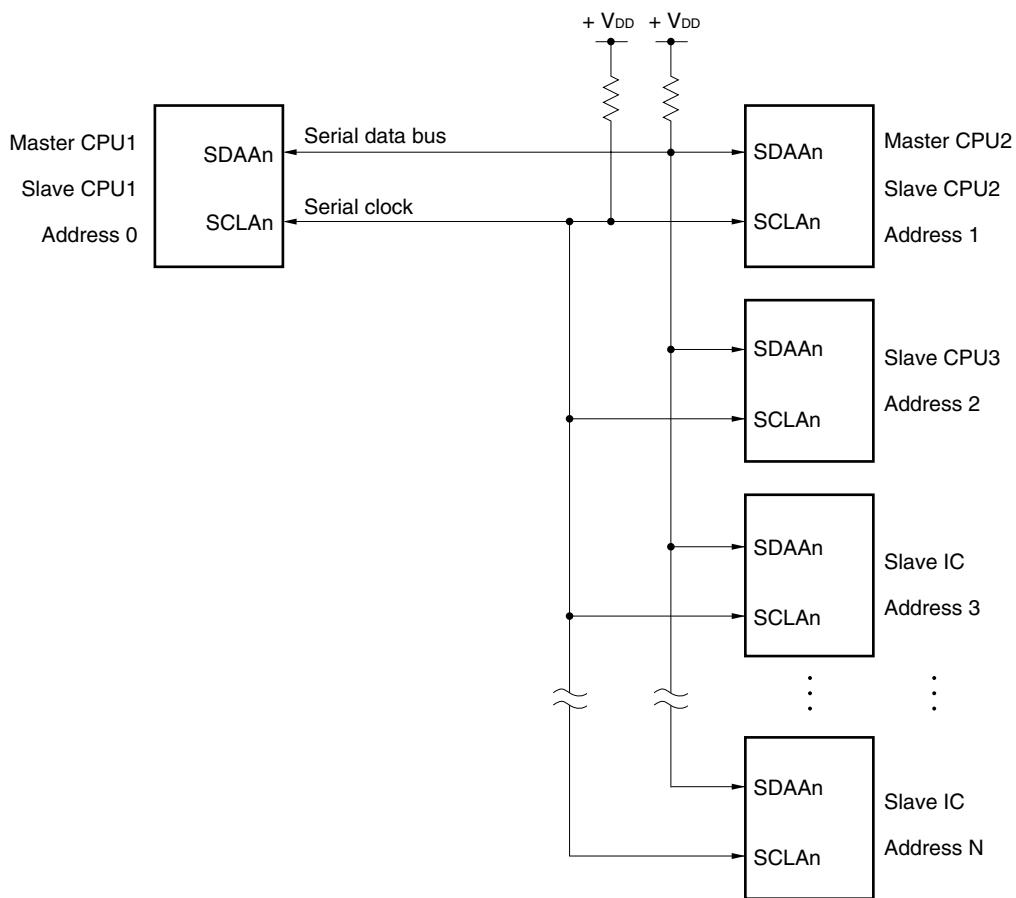 + VDD
+ VDD
Master CPU1
Slave CPU1
Address 0
SDAAn
SCLAn
Serial data bus
Serial clock
SDAAn
SCLAn
Master CPU2
Slave CPU2
Address 1
SDAAn
SCLAn
Slave CPU3
Address 2
SDAAn
SCLAn
Slave IC
Address 3
SDAAn
SCLAn
Slave IC
Address N